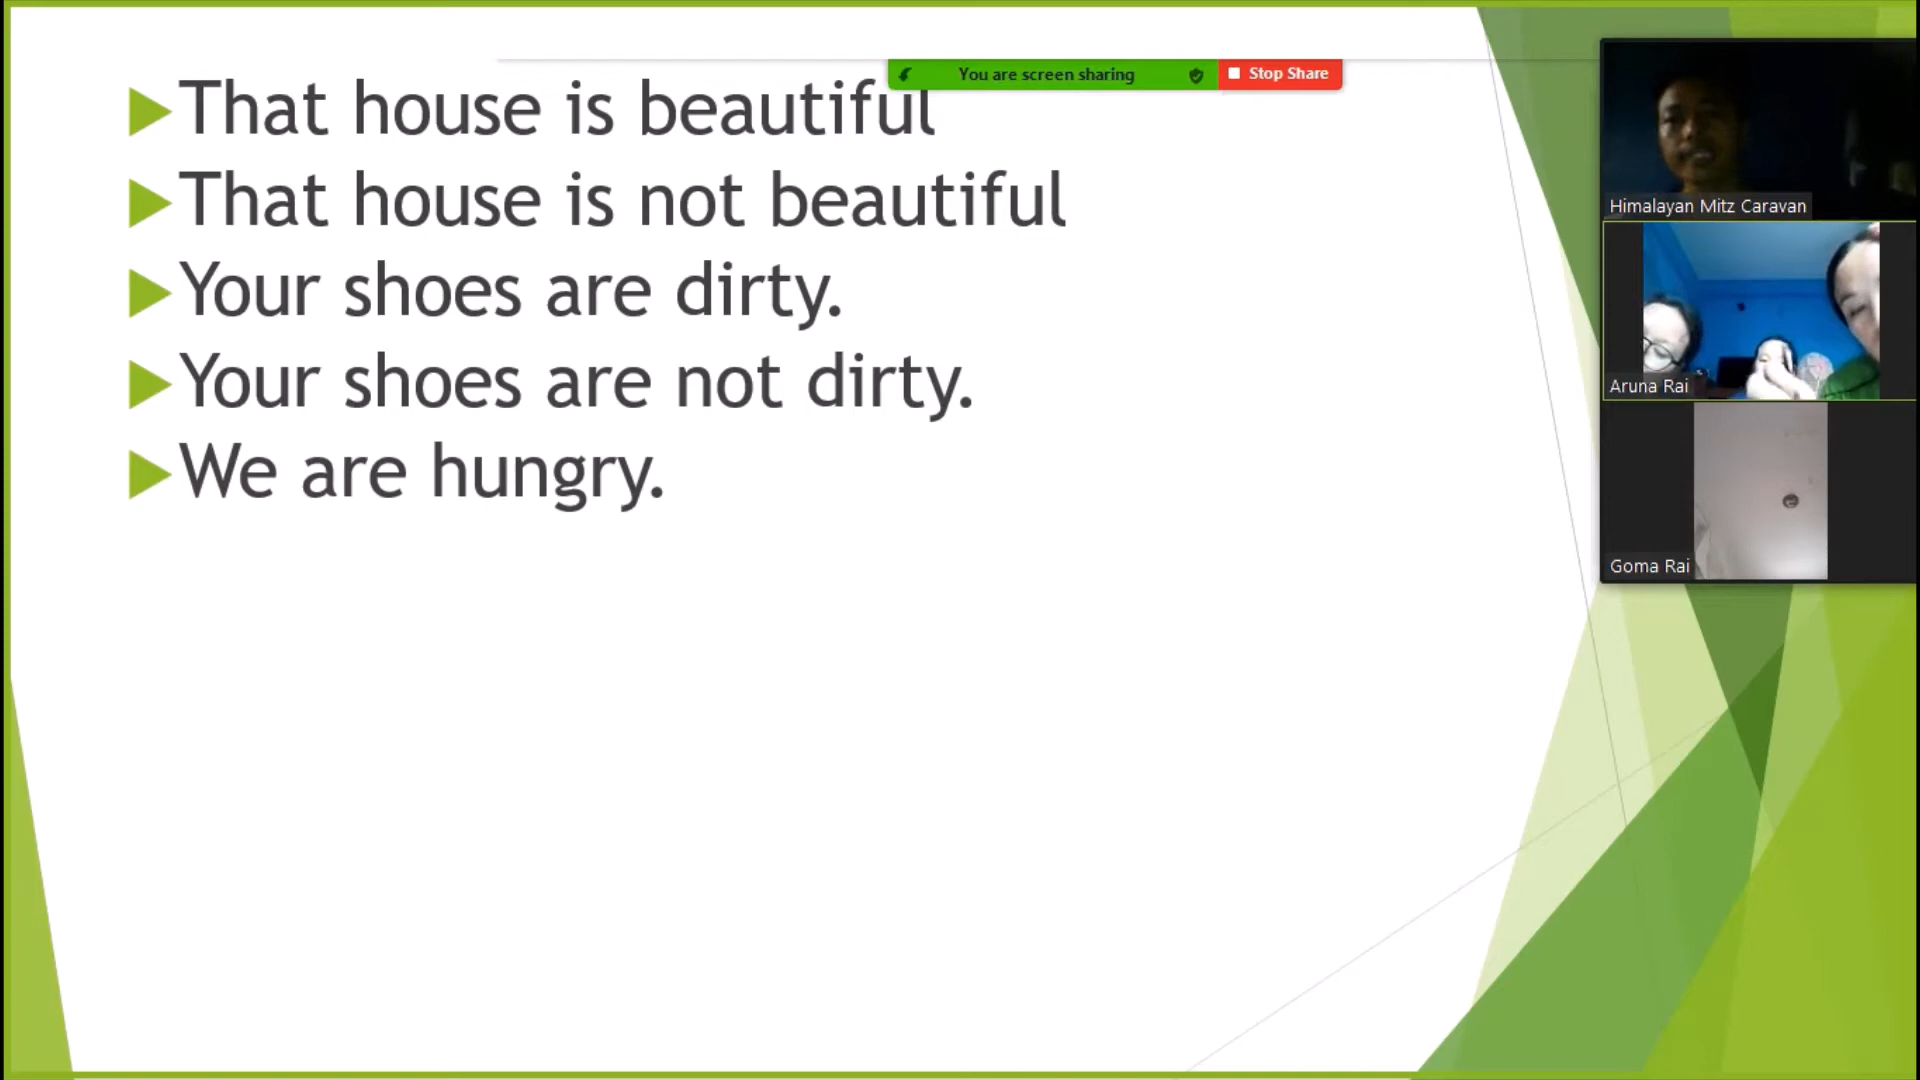 You are screen sharing Stop Share
That house is beautiful
That house is not beautiful
Your shoes are dirty.
Your shoes are not dirty.
We are hungry.
Himalayan Mitz Caravan
Aruna Rai
Goma Rai